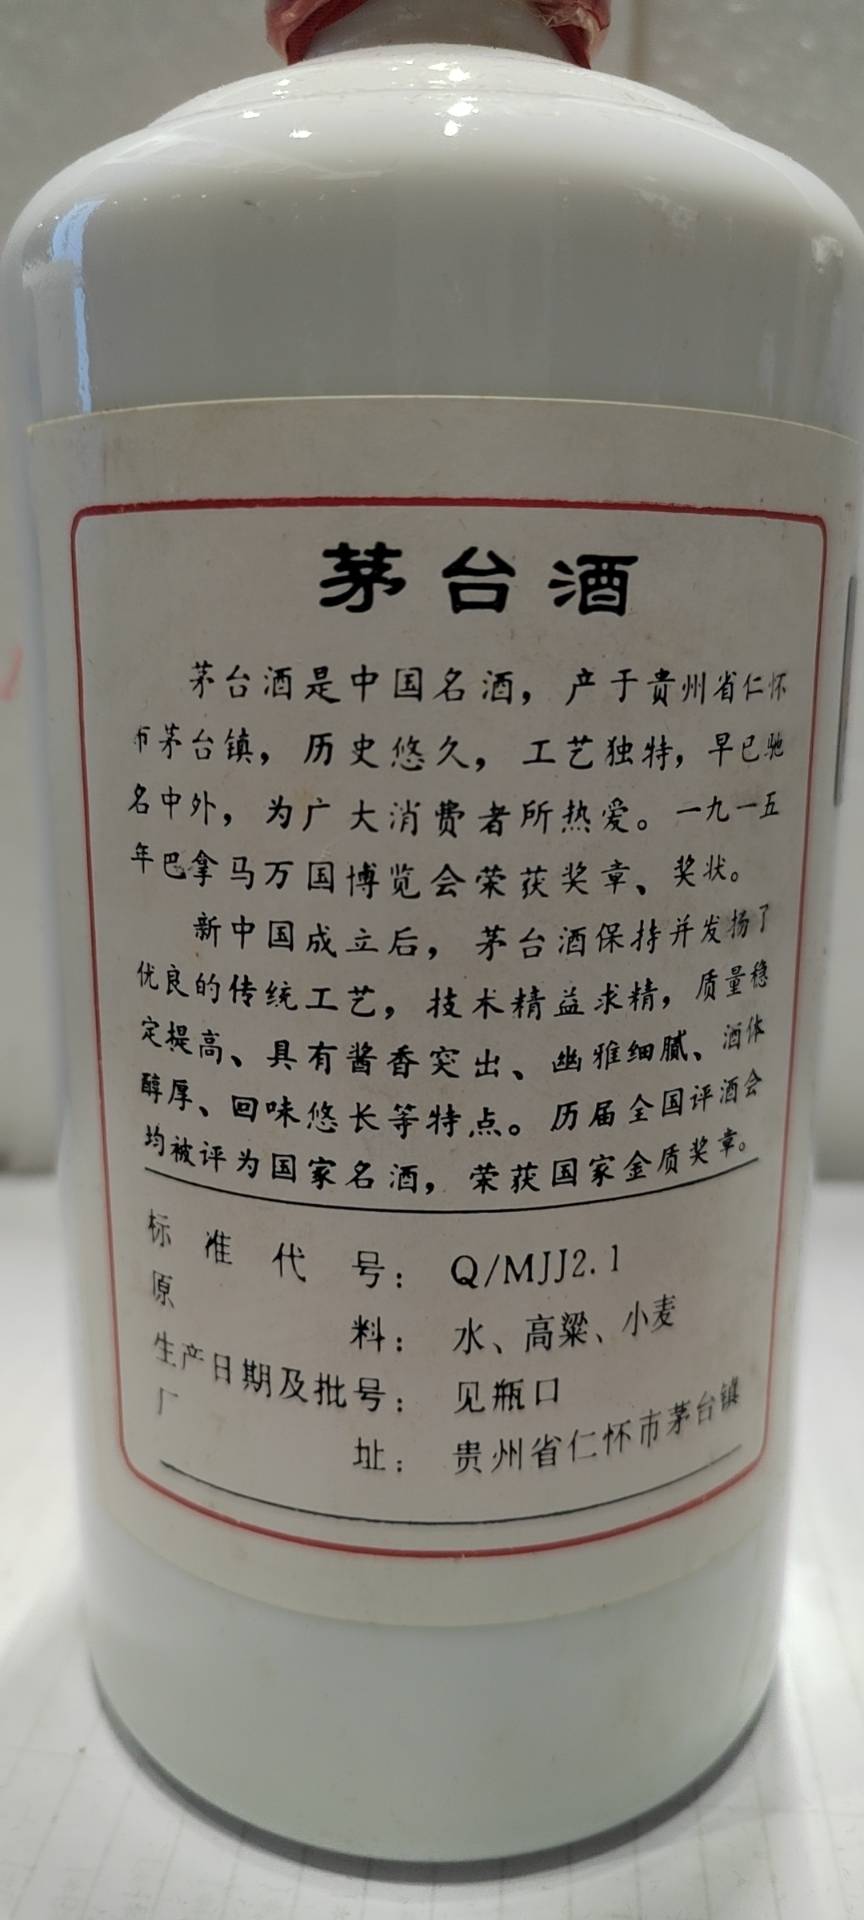 茅台酒
茅台酒是中国名酒，产于贵州省仁怀
市茅台镇，历史悠久，工艺独特，早已驰
名中外，为广大消费者所热爱。一九一五
年巴拿马万国博览会荣获奖章、奖状。
新中国成立后，茅台酒保持并发扬了
优良的传统工艺，技术精益求精，质量稳
定提高、具有酱香突出、幽雅细腻、酒体
醇厚、回味悠长等特点。历届全国评酒会
均被评为国家名酒，荣获国家金质奖章。
标准代号：Q/MJJ2.1
原料：水、高粱、小麦
生产日期及批号：见瓶口
厂址：贵州省仁怀市茅台镇